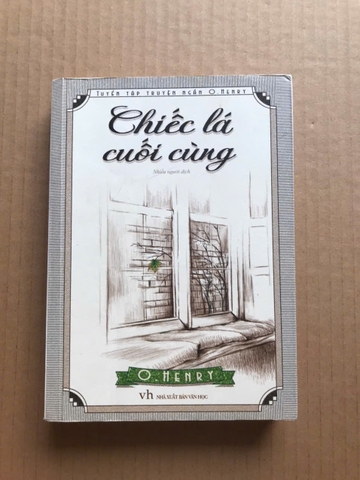 Tuyển tập truyện ngắn O.Henry
Chiếc lá
cuối cùng
Nhiều người dịch
O. HENRY
vh NHÀ XUẤT BẢN VĂN HỌC